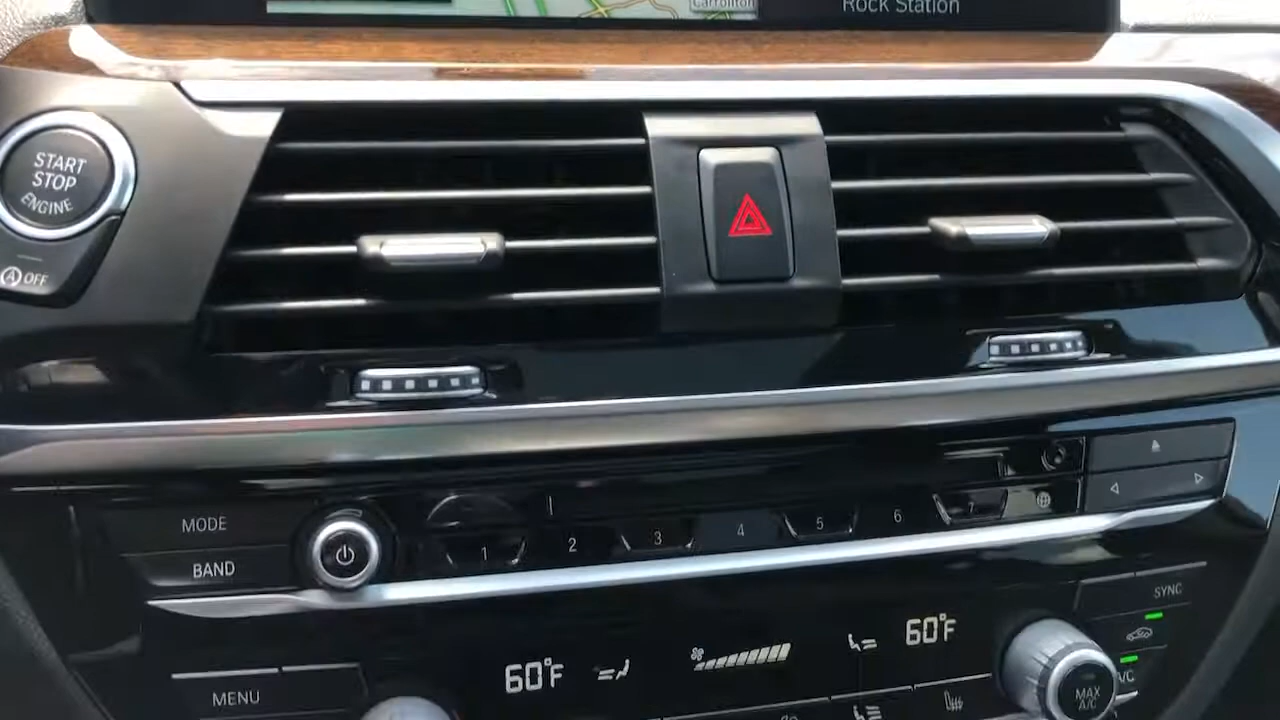 Carrollton
Rock Station
START
STOP
ENGINE
A OFF
MODE
BAND
1 2 3 4 5 6 7
SYNC
60°F
60°F
MENU
A/C
MAX
A/C